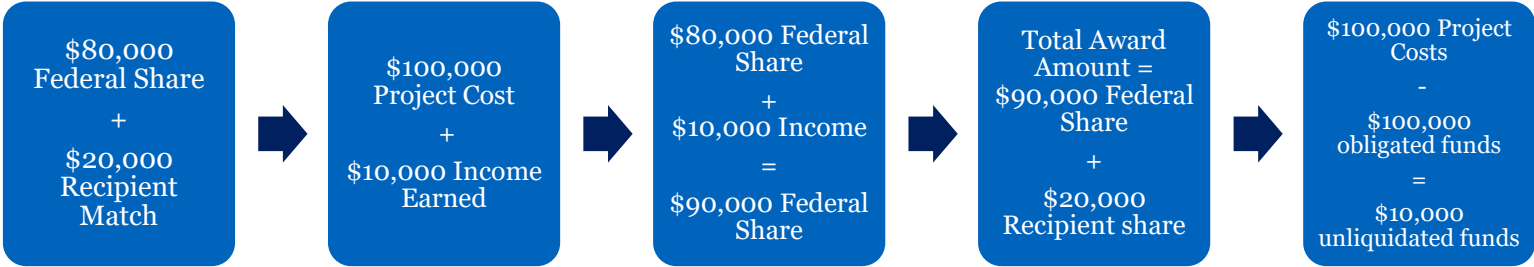 $80,000
Federal Share
+
$20,000
Recipient
Match
$100,000
Project Cost
+
$10,000 Income
Earned
$80,000 Federal
Share
+
$10,000 Income
=
$90,000 Federal
Share
Total Award
Amount =
$90,000 Federal
Share
+
$20,000
Recipient share
$100,000 Project
Costs
-
$100,000
obligated funds
=
$10,000
unliquidated funds